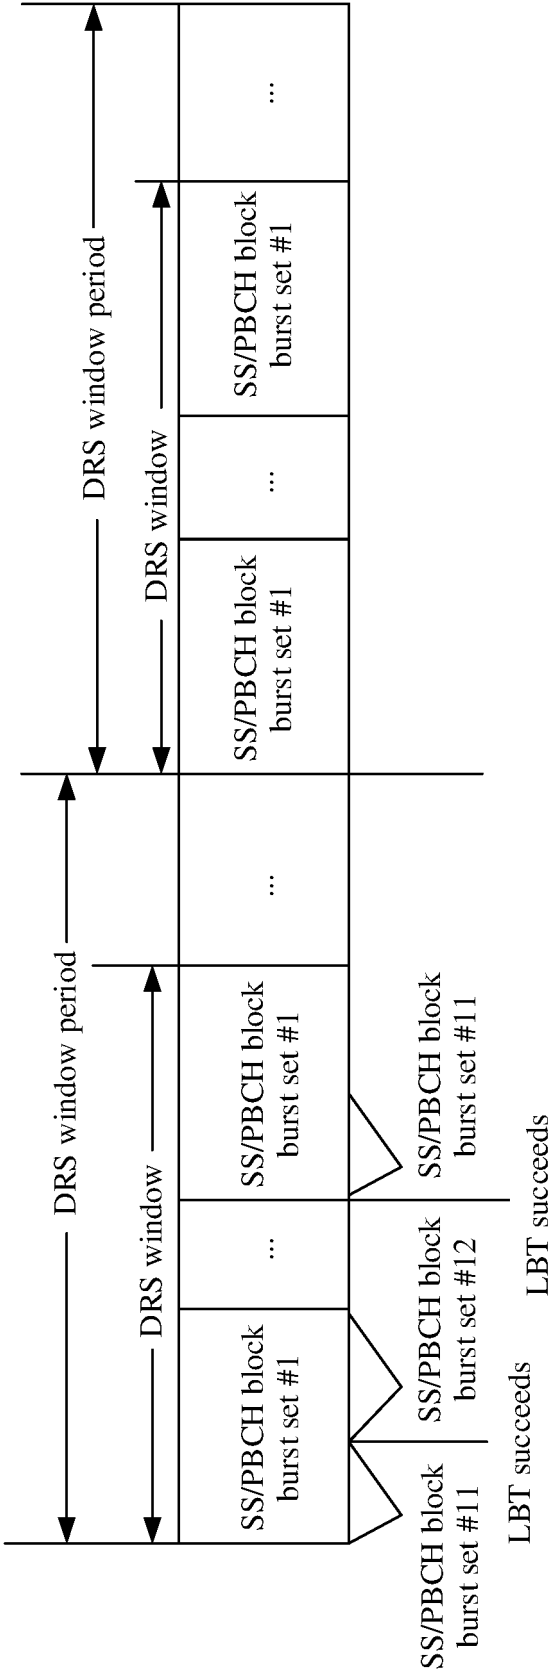 DRS window period
DRS window period
DRS window
DRS window
SS/PBCH block
burst set #1
...
SS/PBCH block
burst set #1
...
SS/PBCH block
burst set #1
...
SS/PBCH block
burst set #1
...
SS/PBCH block
burst set #11
SS/PBCH block
burst set #12
SS/PBCH block
burst set #11
LBT succeeds
LBT succeeds